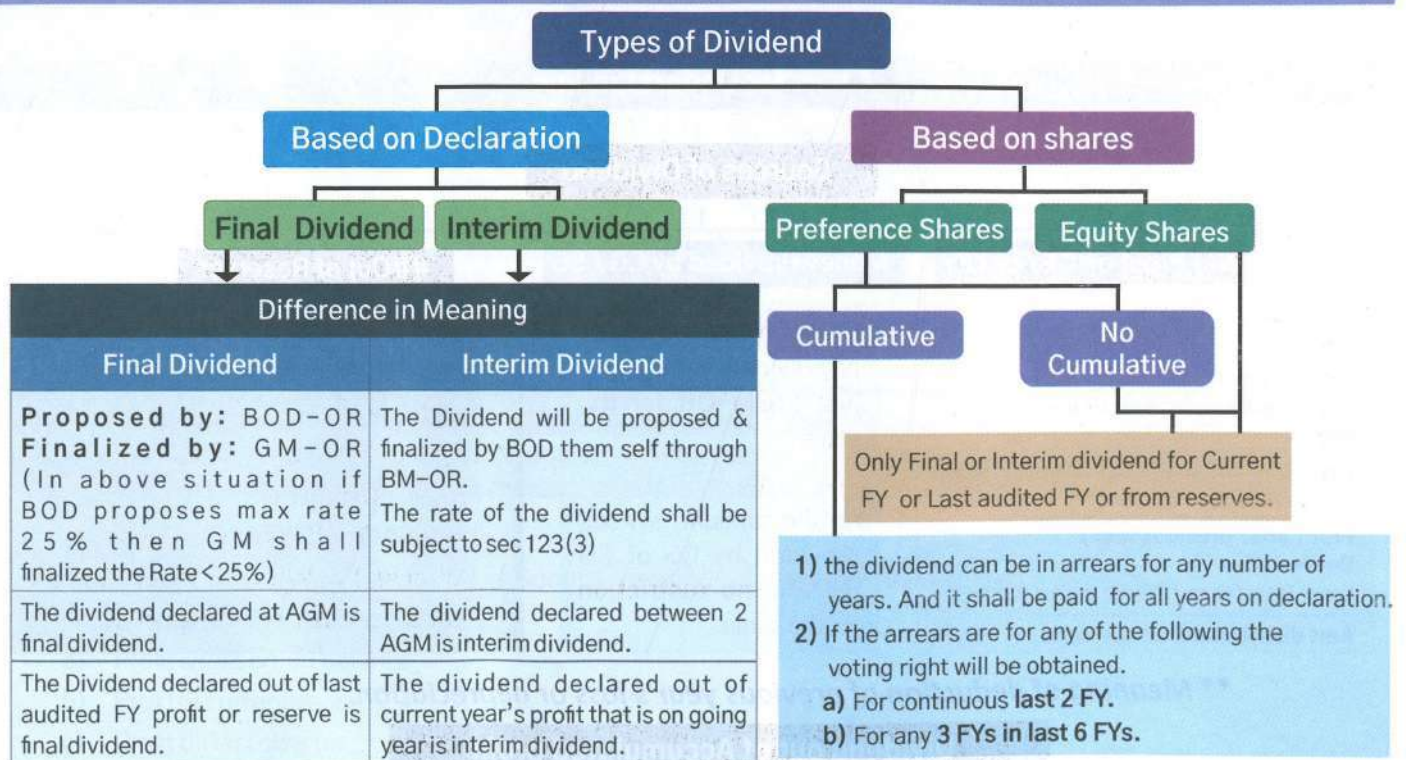 Types of Dividend
Based on Declaration
Based on shares
Final Dividend
Interim Dividend
Preference Shares
Equity Shares
Difference in Meaning
Final Dividend
Interim Dividend
Proposed by: BOD-OR
Finalized by: GM-OR
(In above situation if
BOD proposes max rate
25% then GM shall
finalized the Rate<25%)
The Dividend will be proposed &
finalized by BOD them self through
BM-OR.
The rate of the dividend shall be
subject to sec 123(3)
The dividend declared at AGM is
final dividend.
The dividend declared between 2
AGM is interim dividend.
The Dividend declared out of last
audited FY profit or reserve is
final dividend.
The dividend declared out of
current year's profit that is on going
year is interim dividend.
Cumulative
No
Cumulative
Only Final or Interim dividend for Current
FY or Last audited FY or from reserves.
1) the dividend can be in arrears for any number of
years. And it shall be paid for all years on declaration.
2) If the arrears are for any of the following the
voting right will be obtained.
a) For continuous last 2 FY.
b) For any 3 FYs in last 6 FYs.